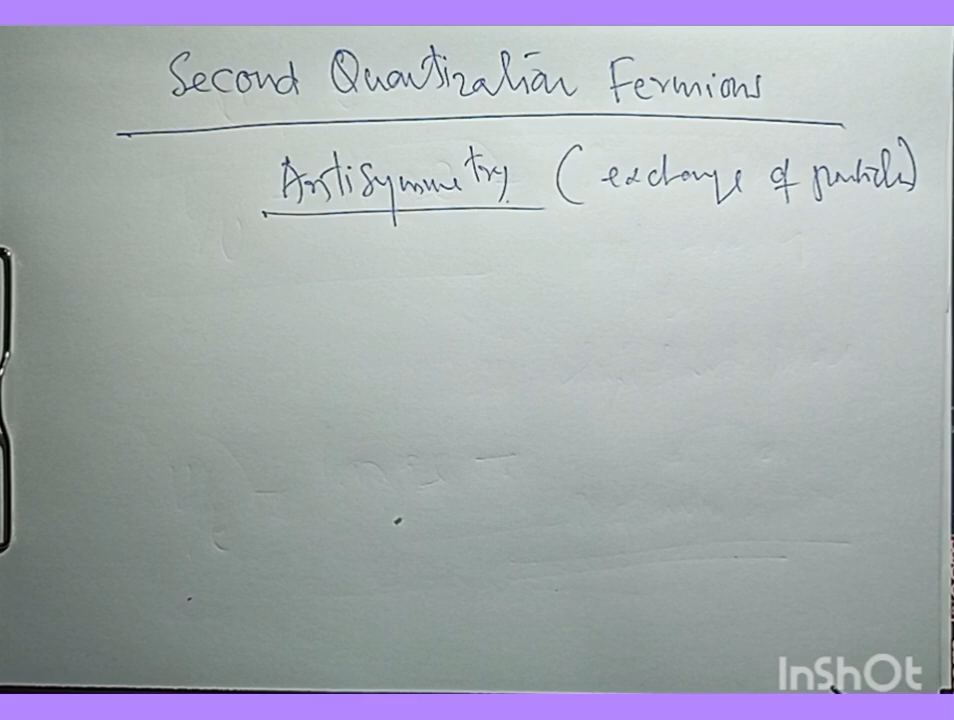 Second Quantization Fermions
Antisymmetry (exchange of particles)
InShOt